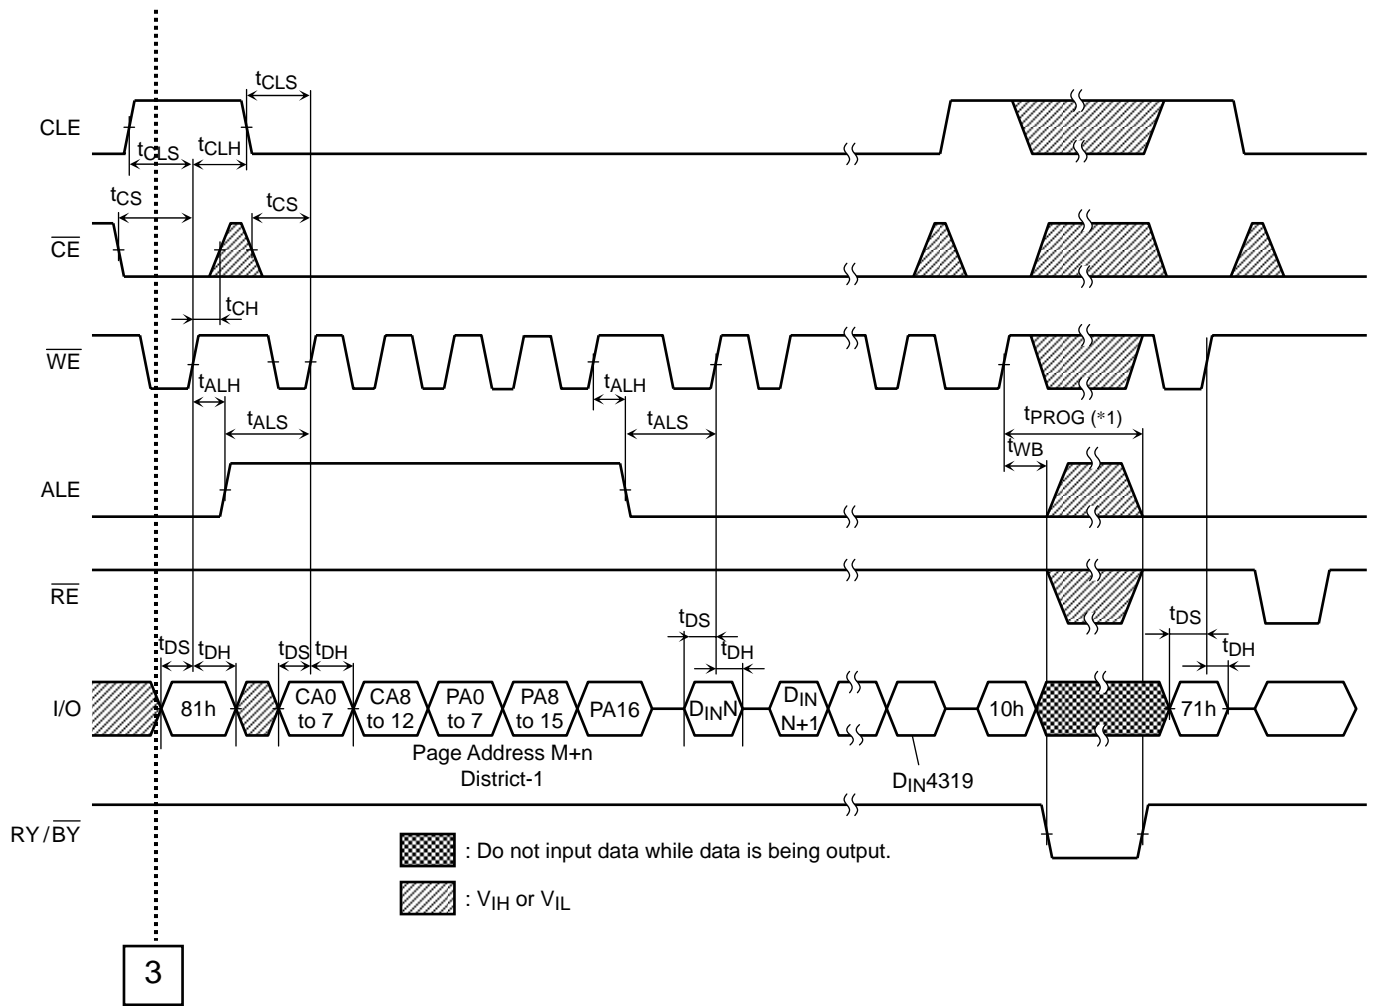 tCLS
CLE
tCLS
tCLH
tCS
tCS
CE
tCH
WE
tALH
tALH
tALS
tALS
tPROG (*1)
tWB
ALE
RE
tDS
tDH
tDS
tDH
tDS
tDH
tDS
tDH
I/O
81h
CA0 to 7
CA8 to 12
PA0 to 7
PA8 to 15
PA16
DINN
DIN N+1
10h
71h
Page Address M+n
District-1
DIN4319
RY/BY
: Do not input data while data is being output.
: VIH or VIL
3